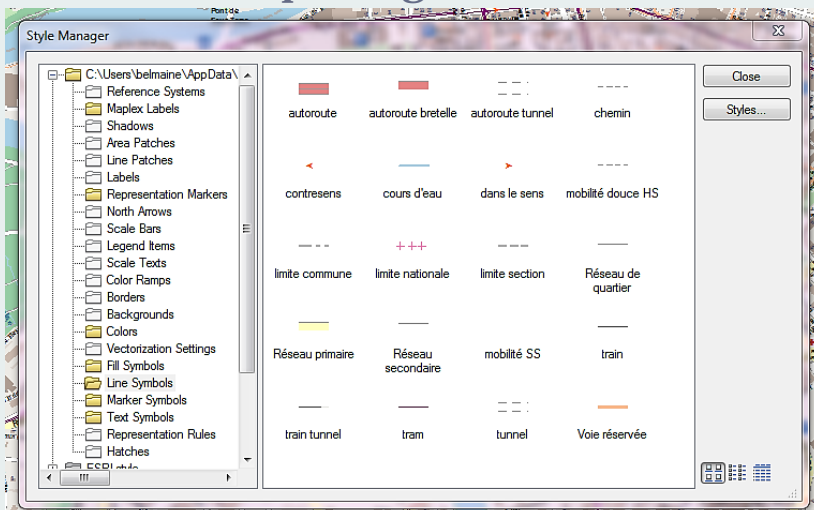 Pont de
Style Manager
C:\Users\belmaine\AppData\
Reference Systems
Maplex Labels
Shadows
Area Patches
Line Patches
Labels
Representation Markers
North Arrows
Scale Bars
Legend Items
Scale Texts
Color Ramps
Borders
Backgrounds
Colors
Vectorization Settings
Fill Symbols
Line Symbols
Marker Symbols
Text Symbols
Representation Rules
Hatches
ESRI.style
autoroute
autoroute bretelle
autoroute tunnel
chemin
contresens
cours d'eau
dans le sens
mobilité douce HS
limite commune
limite nationale
limite section
Réseau de
quartier
Réseau primaire
Réseau
secondaire
mobilité SS
train
train tunnel
tram
tunnel
Voie réservée
Close
Styles...